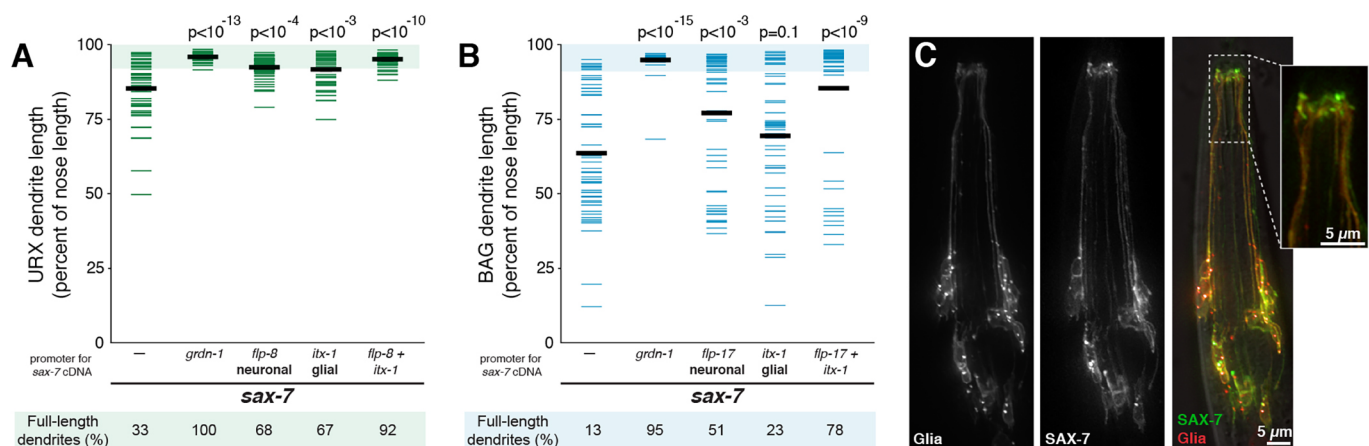 A
p<10-13
p<10-4
p<10-3
p<10-10
URX dendrite length
(percent of nose length)
100
75
50
25
0
promoter for
sax-7 cDNA
—
grdn-1
flp-8
neuronal
itx-1
glial
flp-8 +
itx-1
sax-7
Full-length
dendrites (%)
33 100 68 67 92
B
p<10-15
p<10-3
p=0.1
p<10-9
BAG dendrite length
(percent of nose length)
100
75
50
25
0
promoter for
sax-7 cDNA
—
grdn-1
flp-17
neuronal
itx-1
glial
flp-17 +
itx-1
sax-7
Full-length
dendrites (%)
13 95 51 23 78
C
Glia
SAX-7
SAX-7
Glia
5 µm
5 µm